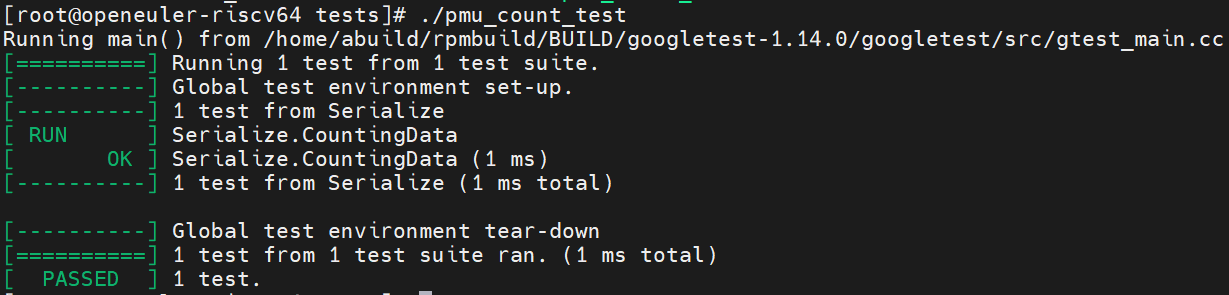 [root@openeuler-riscv64 tests]# ./pmu_count_test
Running main() from /home/abuild/rpmbuild/BUILD/googletest-1.14.0/googletest/src/gtest_main.cc
[==========] Running 1 test from 1 test suite.
[----------] Global test environment set-up.
[----------] 1 test from Serialize
[ RUN      ] Serialize.CountingData
[       OK ] Serialize.CountingData (1 ms)
[----------] 1 test from Serialize (1 ms total)
[----------] Global test environment tear-down
[==========] 1 test from 1 test suite ran. (1 ms total)
[  PASSED  ] 1 test.